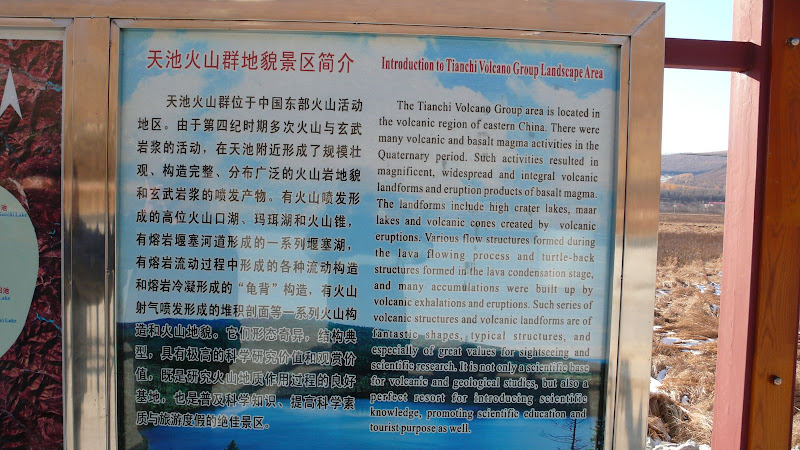 天池火山群地貌景区简介
天池火山群位于中国东部火山活动
地区。由于第四纪时期多次火山与玄武
岩浆的活动，在天池附近形成了规模壮
观、构造完整、分布广泛的火山岩地貌
和玄武岩浆的喷发产物。有火山喷发形
成的高位火山口湖、玛珥湖和火山锥，
有熔岩堰塞河道形成的一系列堰塞湖，
有熔岩流动过程中形成的各种流动构造
和熔岩冷凝形成的“龟背”构造，有火山
射气喷发形成的堆积剖面等一系列火山构
造和火山地貌。它们形态奇异，结构典
型，具有极高的科学研究价值和观赏价
值，既是研究火山地质作用过程的良好
基地，也是普及科学知识、提高科学素
质与旅游度假的绝佳景区。
Introduction to Tianchi Volcano Group Landscape Area
The Tianchi Volcano Group area is located in
the volcanic region of eastern China. There were
many volcanic and basalt magma activities in the
Quaternary period. Such activities resulted in
magnificent, widespread and integral volcanic
landforms and eruption products of basalt magma.
The landforms include high crater lakes, maar
lakes and volcanic cones created by volcanic
eruptions. Various flow structures formed during
the lava flowing process and turtle-back
structures formed in the lava condensation stage,
and many accumulations were built up by
volcanic exhalations and eruptions. Such series of
volcanic structures and volcanic landforms are of
fantastic shapes, typical structures, and
especially of great values for sightseeing and
scientific research. It is not only a scientific base
for volcanic and geological studies, but also a
perfect resort for introducing scientific
knowledge, promoting scientific education and
tourist purpose as well.